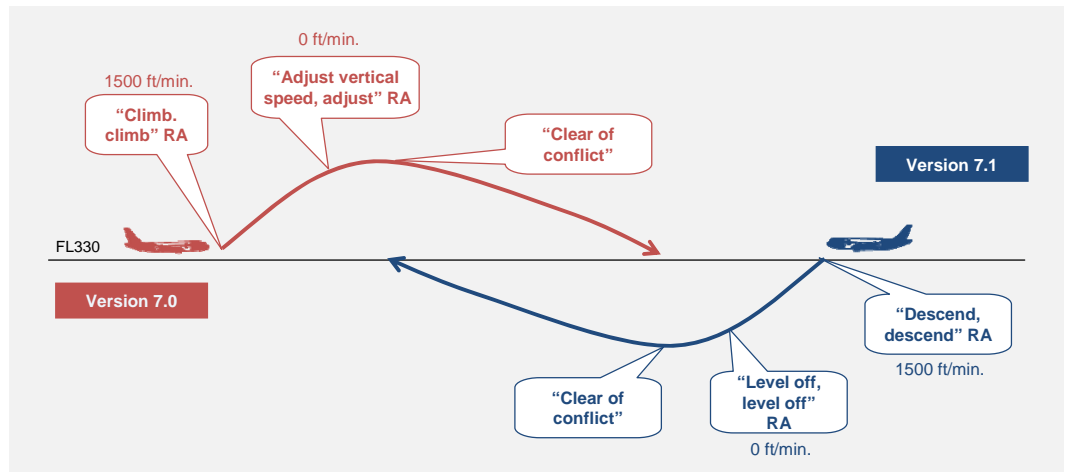 0 ft/min.
“Adjust vertical
speed, adjust” RA
1500 ft/min.
“Climb.
climb” RA
“Clear of
conflict”
Version 7.1
FL330
Version 7.0
“Descend,
descend” RA
1500 ft/min.
“Clear of
conflict”
“Level off,
level off”
RA
0 ft/min.